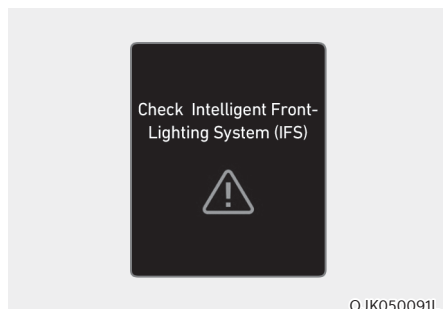 Check Intelligent Front-
Lighting System (IFS)
OJK050091L